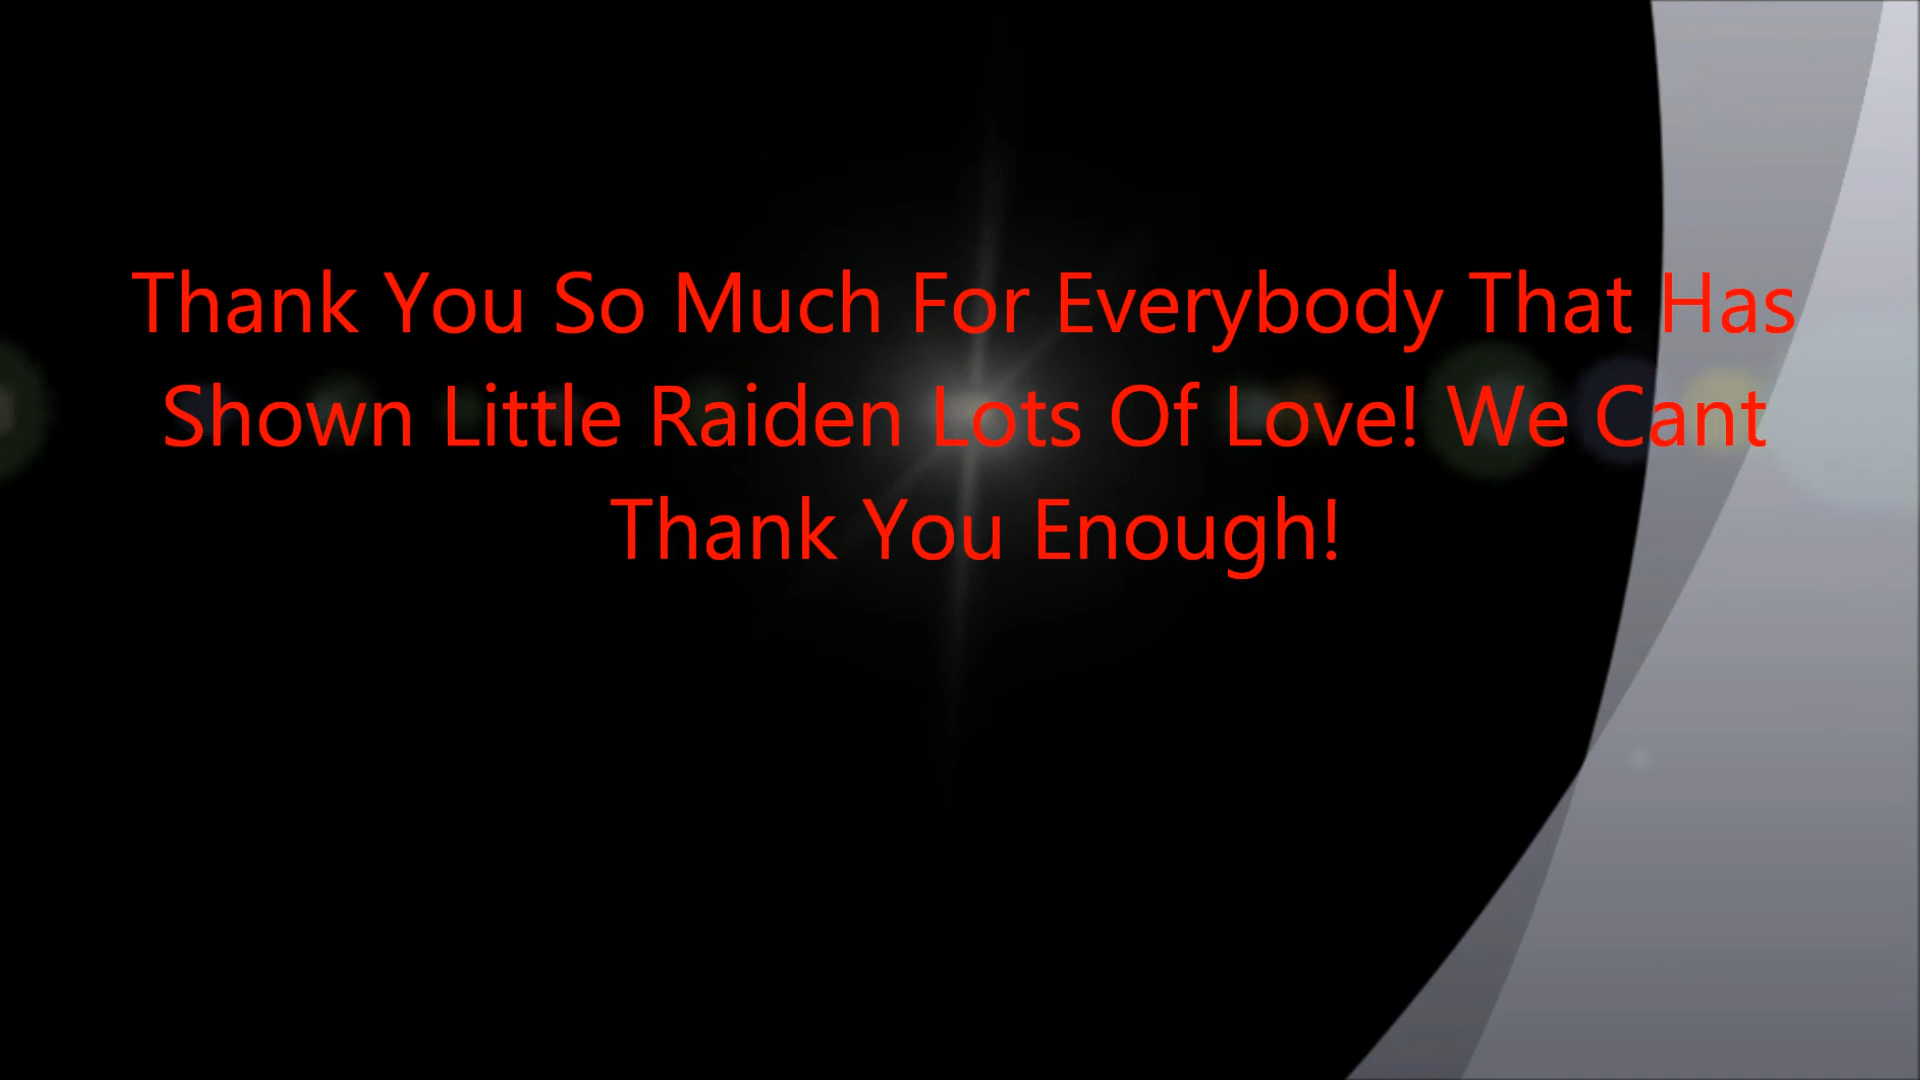 Thank You So Much For Everybody That Has
Shown Little Raiden Lots Of Love! We Cant
Thank You Enough!